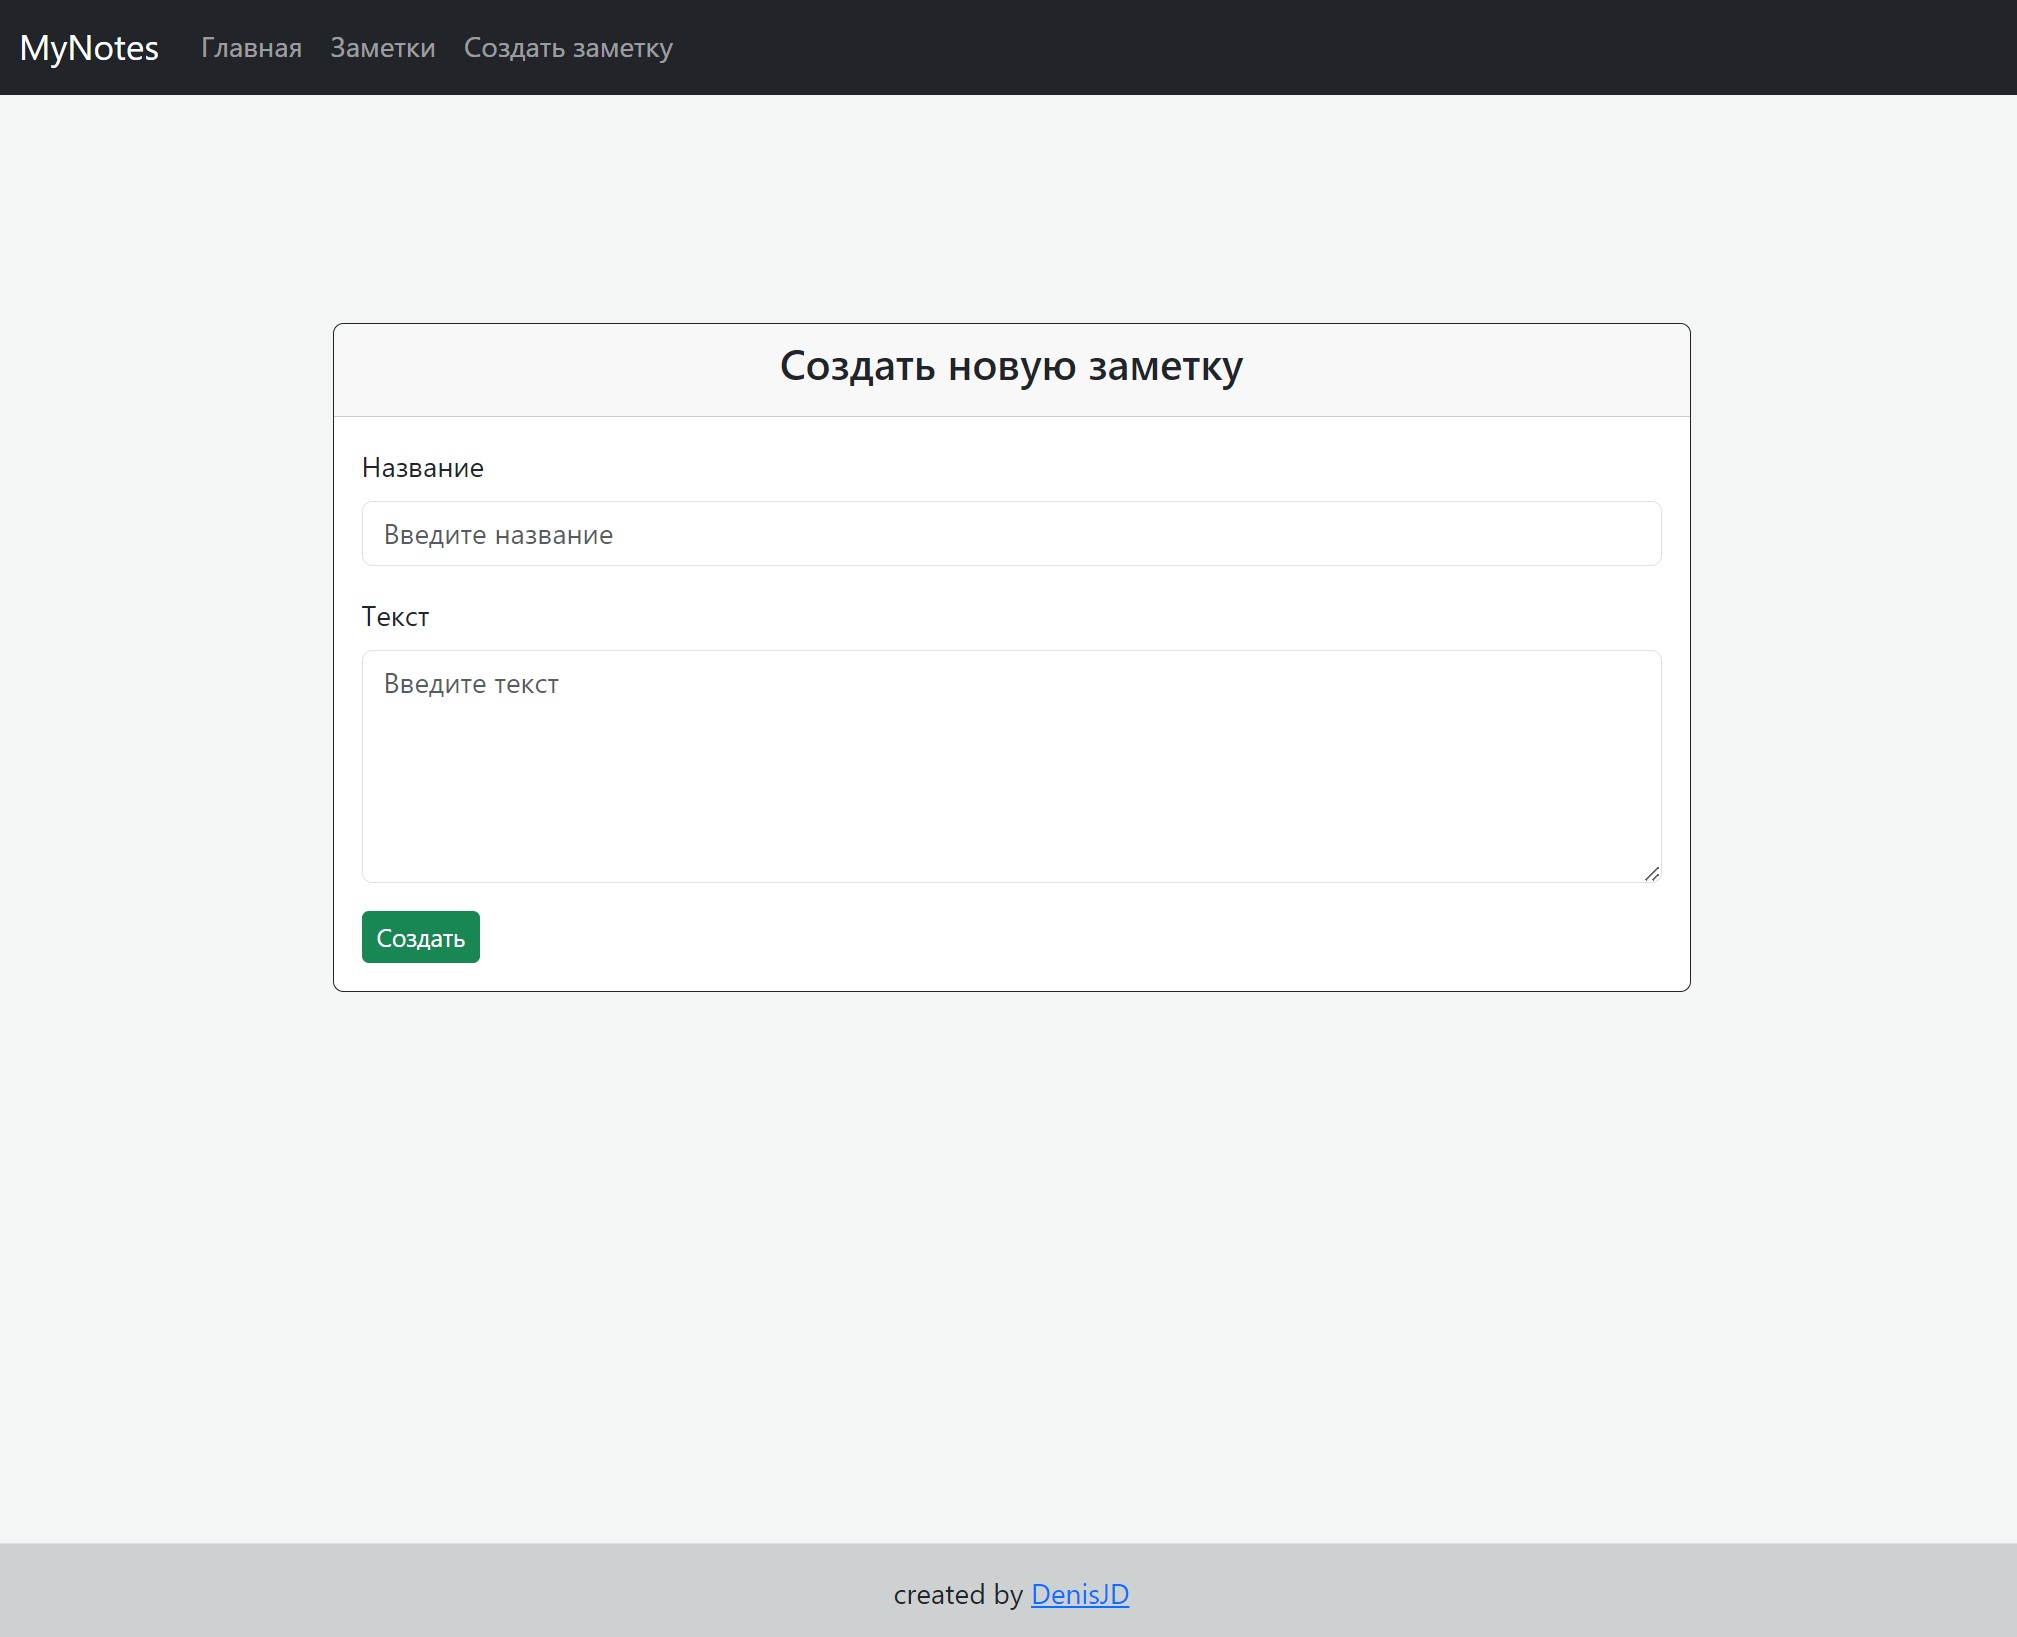 MyNotes Главная Заметки Создать заметку
Создать новую заметку
Название
Введите название
Текст
Введите текст
Создать
created by DenisJD